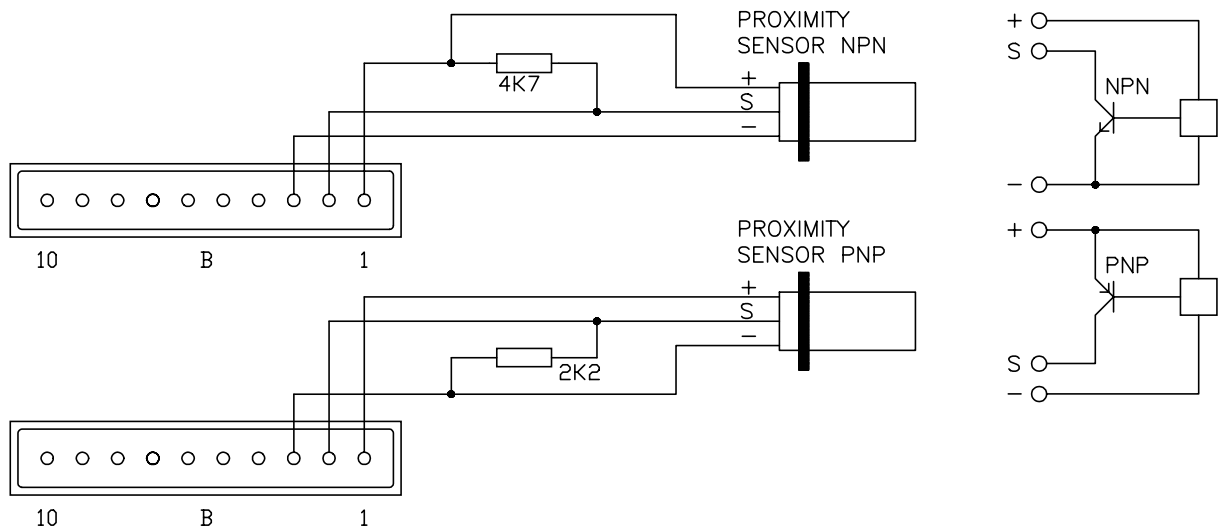 PROXIMITY
SENSOR NPN
+
S
−
4K7
10 B 1
+
S
NPN
−
PROXIMITY
SENSOR PNP
+
S
−
2K2
10 B 1
+
PNP
S
−